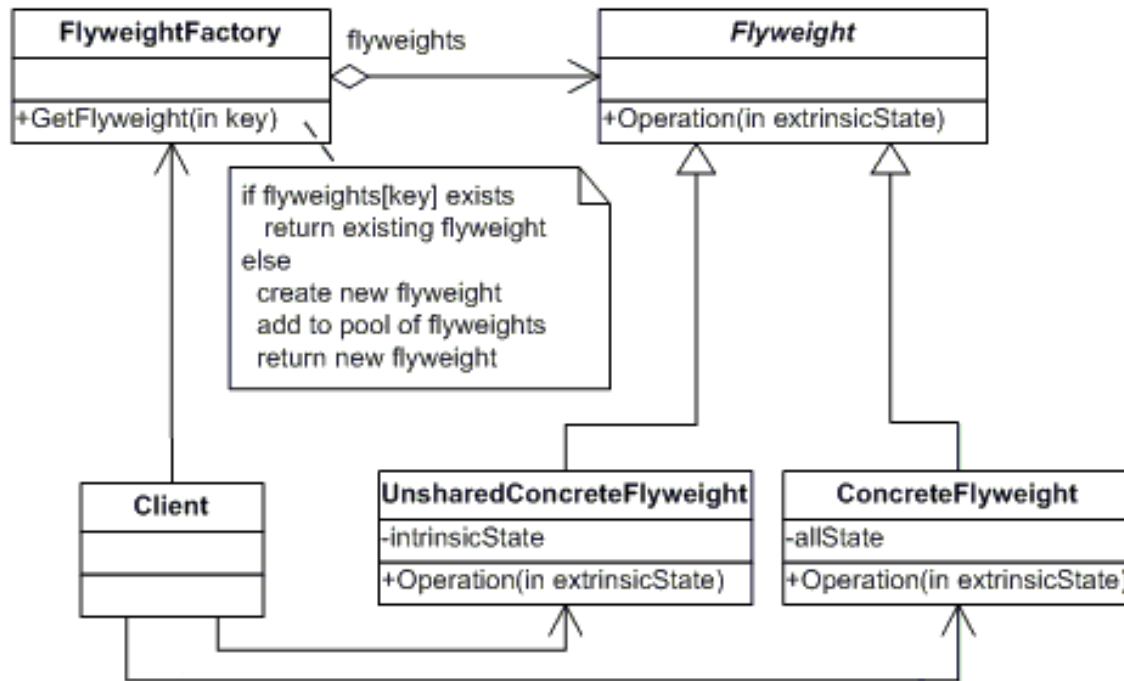 FlyweightFactory
+GetFlyweight(in key)
flyweights
Flyweight
+Operation(in extrinsicState)
if flyweights[key] exists
return existing flyweight
else
create new flyweight
add to pool of flyweights
return new flyweight
Client
UnsharedConcreteFlyweight
-intrinsicState
+Operation(in extrinsicState)
ConcreteFlyweight
-allState
+Operation(in extrinsicState)